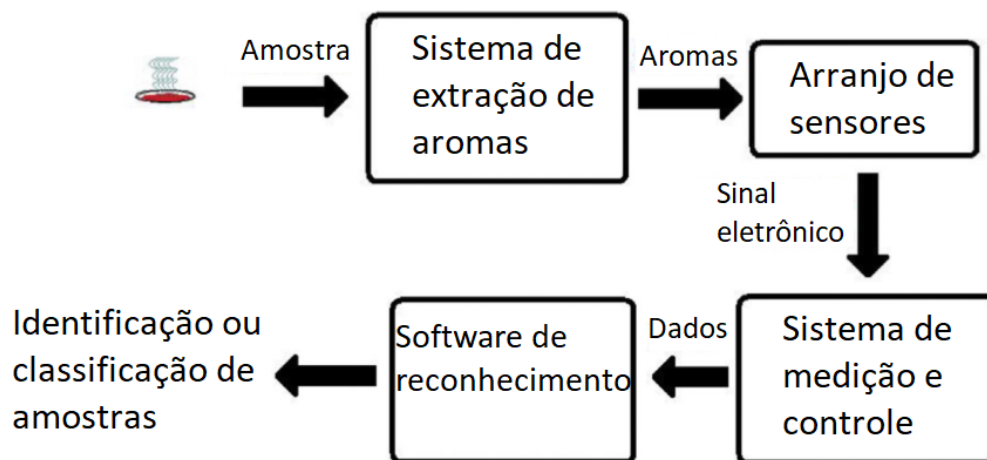 Amostra
Sistema de
extração de
aromas
Aromas
Arranjo de
sensores
Sinal
eletrônico
Sistema de
medição e
controle
Dados
Software de
reconhecimento
Identificação ou
classificação de
amostras